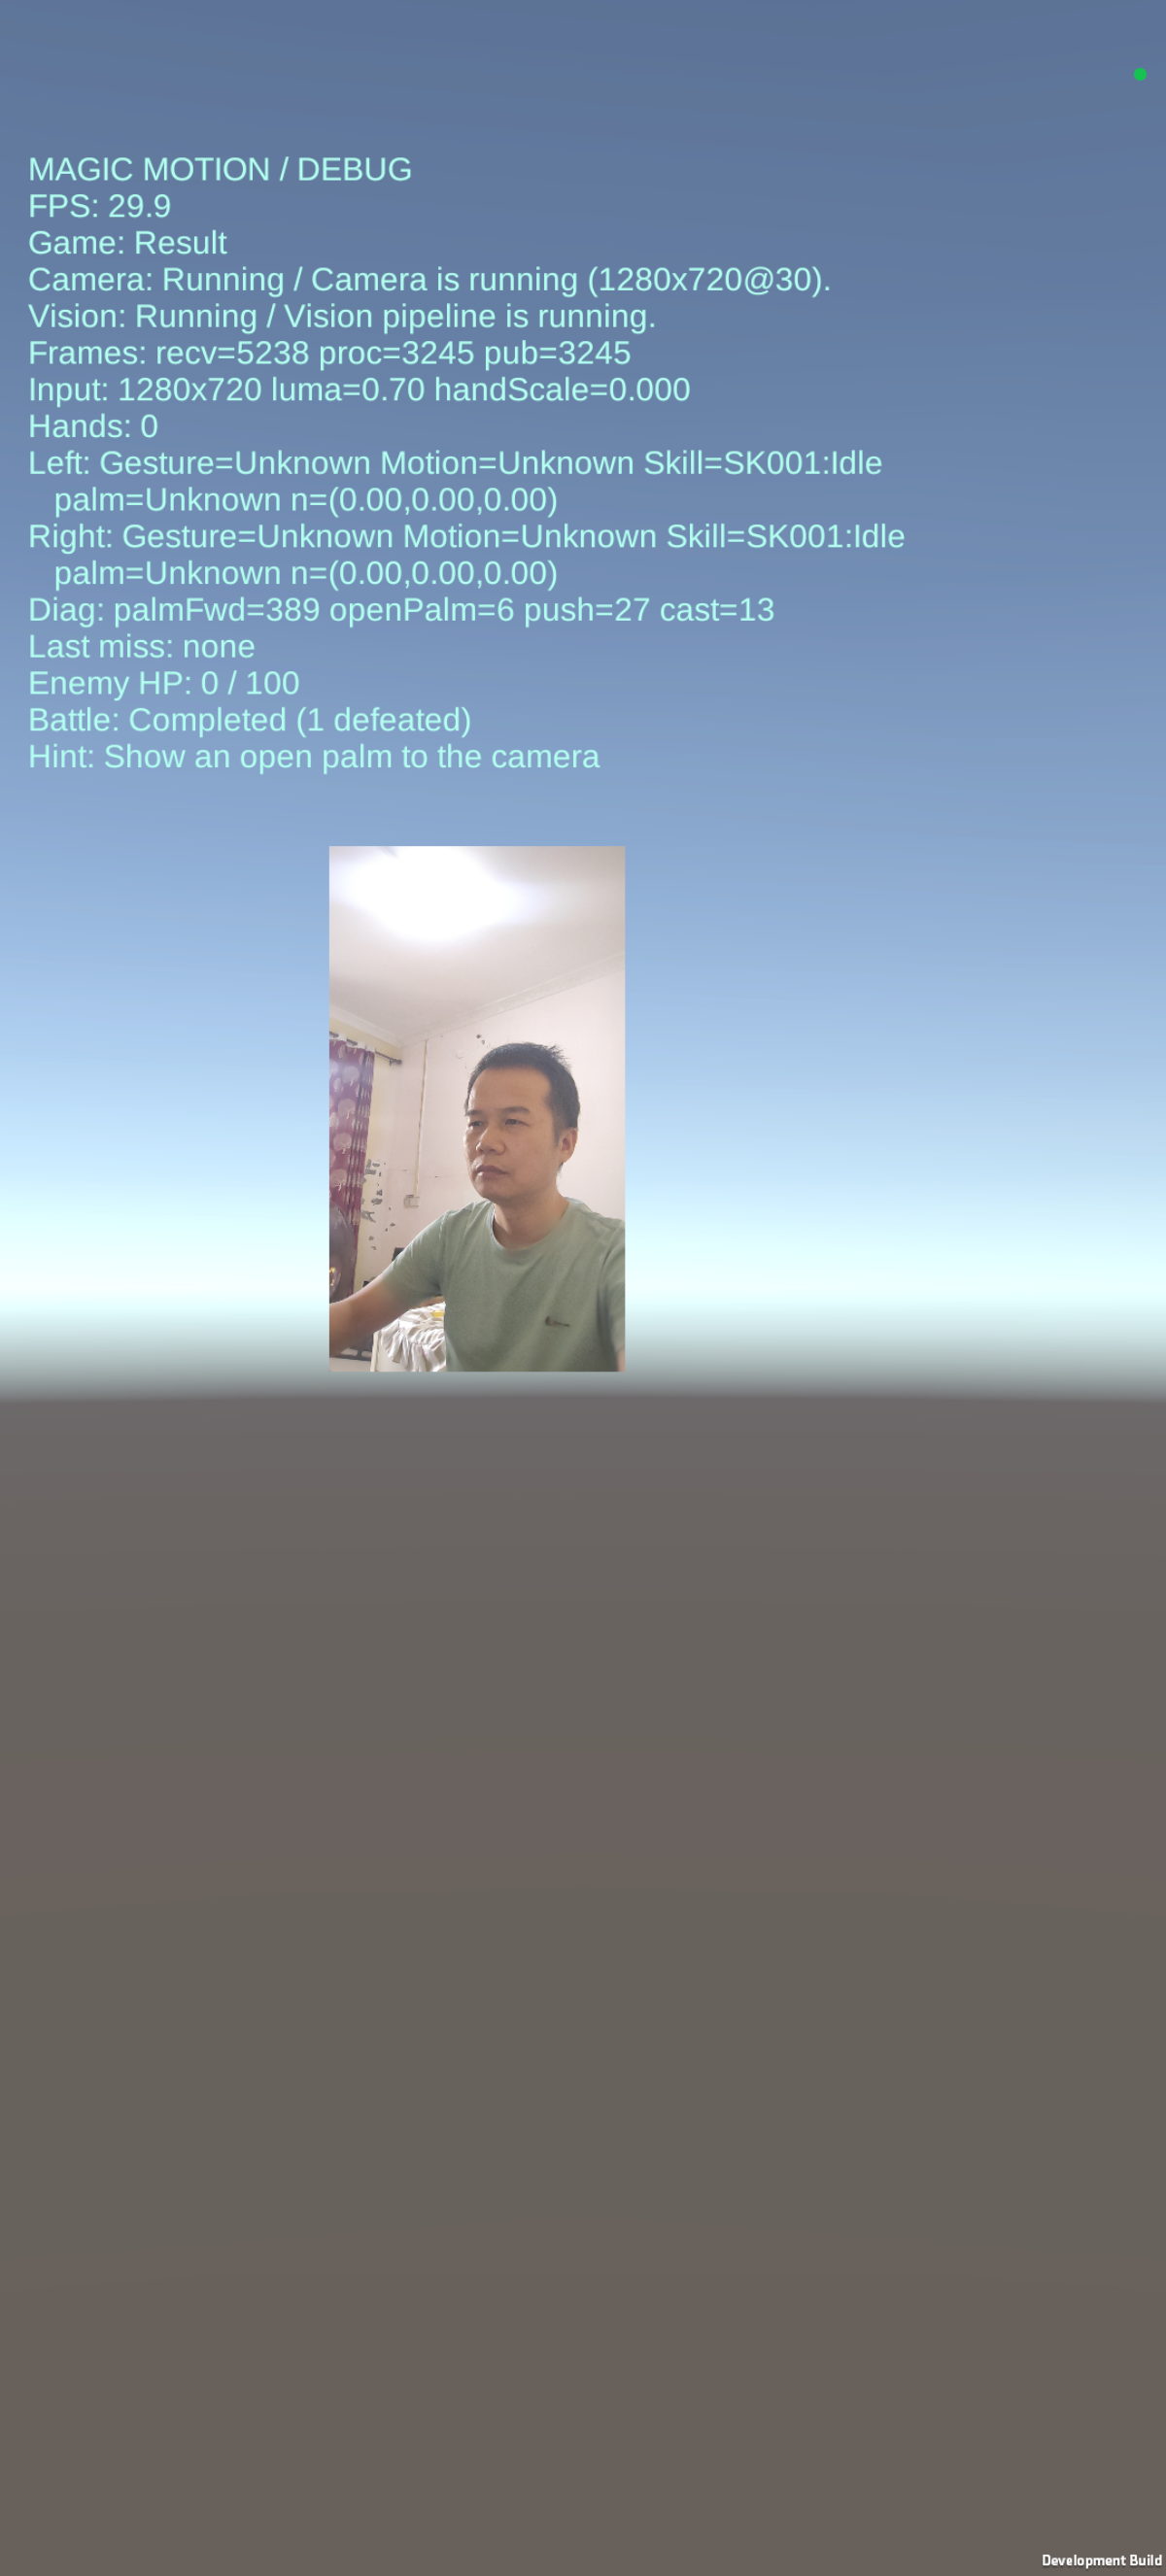 MAGIC MOTION / DEBUG
FPS: 29.9
Game: Result
Camera: Running / Camera is running (1280x720@30).
Vision: Running / Vision pipeline is running.
Frames: recv=5238 proc=3245 pub=3245
Input: 1280x720 luma=0.70 handScale=0.000
Hands: 0
Left: Gesture=Unknown Motion=Unknown Skill=SK001:Idle
palm=Unknown n=(0.00,0.00,0.00)
Right: Gesture=Unknown Motion=Unknown Skill=SK001:Idle
palm=Unknown n=(0.00,0.00,0.00)
Diag: palmFwd=389 openPalm=6 push=27 cast=13
Last miss: none
Enemy HP: 0 / 100
Battle: Completed (1 defeated)
Hint: Show an open palm to the camera
Development Build